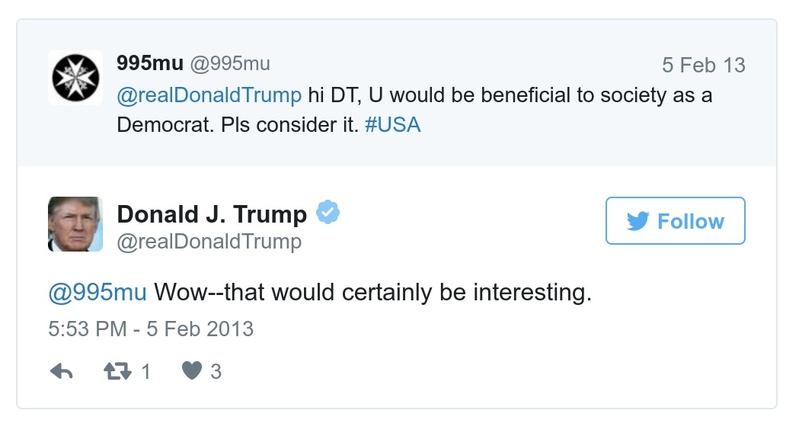 995mu @995mu 5 Feb 13
@realDonaldTrump hi DT, U would be beneficial to society as a
Democrat. Pls consider it. #USA
Donald J. Trump
@realDonaldTrump
Follow
@995mu Wow--that would certainly be interesting.
5:53 PM - 5 Feb 2013
1 3